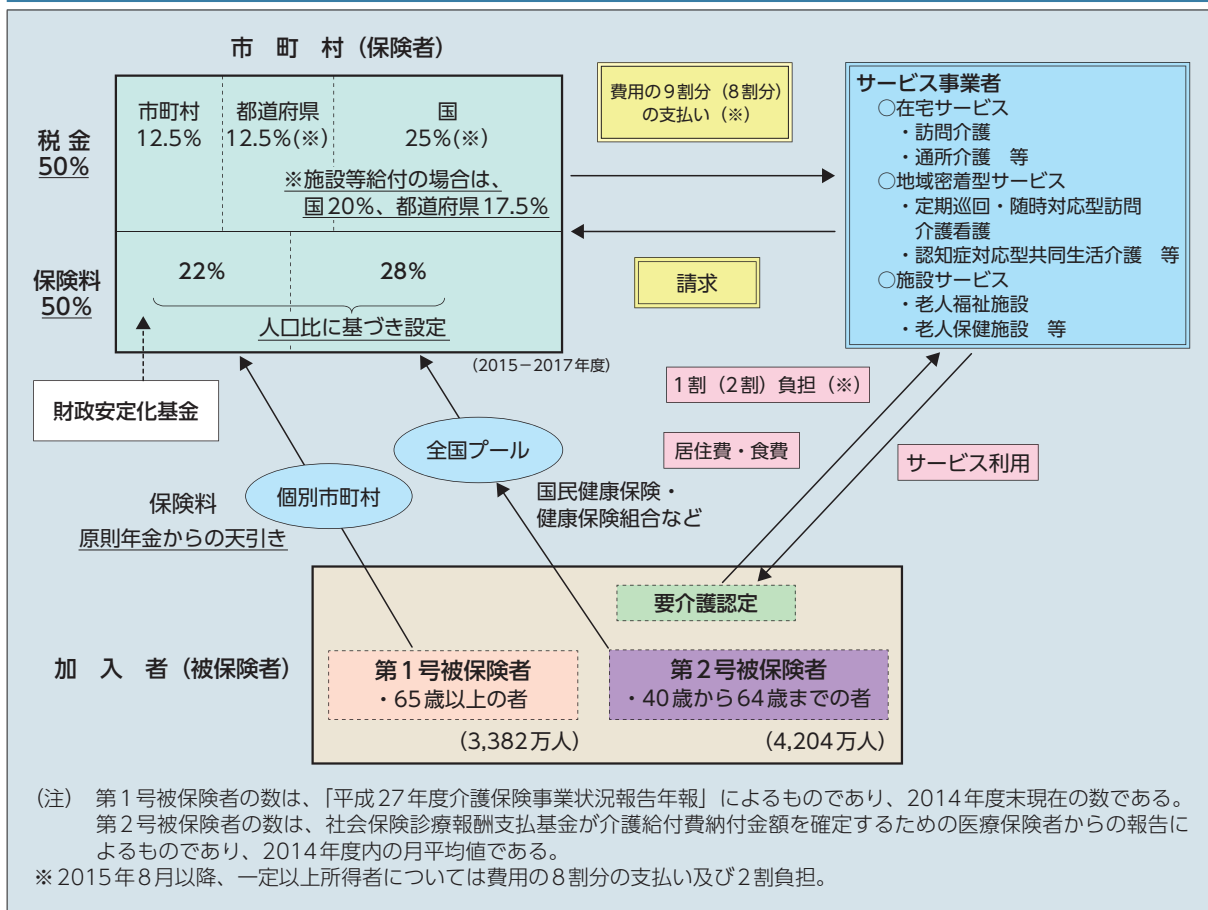 市 町 村（保険者）
税 金
50%
市町村
12.5%
都道府県
12.5%(※)
国
25%(※)
※施設等給付の場合は、
国20%、都道府県17.5%
保険料
50%
22%
28%
人口比に基づき設定
(2015－2017年度)
費用の９割分（８割分）
の支払い（※）
請求
サービス事業者
○在宅サービス
・訪問介護
・通所介護　等
○地域密着型サービス
・定期巡回・随時対応型訪問
介護看護
・認知症対応型共同生活介護　等
○施設サービス
・老人福祉施設
・老人保健施設　等
財政安定化基金
１割（２割）負担（※）
居住費・食費
サービス利用
全国プール
個別市町村
保険料
原則年金からの天引き
国民健康保険・
健康保険組合など
要介護認定
加 入 者（被保険者）
第１号被保険者
・65歳以上の者
(3,382万人)
第２号被保険者
・40歳から64歳までの者
(4,204万人)
(注)　第１号被保険者の数は、「平成27年度介護保険事業状況報告年報」によるものであり、2014年度末現在の数である。
第２号被保険者の数は、社会保険診療報酬支払基金が介護給付費納付金額を確定するための医療保険者からの報告に
よるものであり、2014年度内の月平均値である。
※2015年８月以降、一定以上所得者については費用の８割分の支払い及び２割負担。